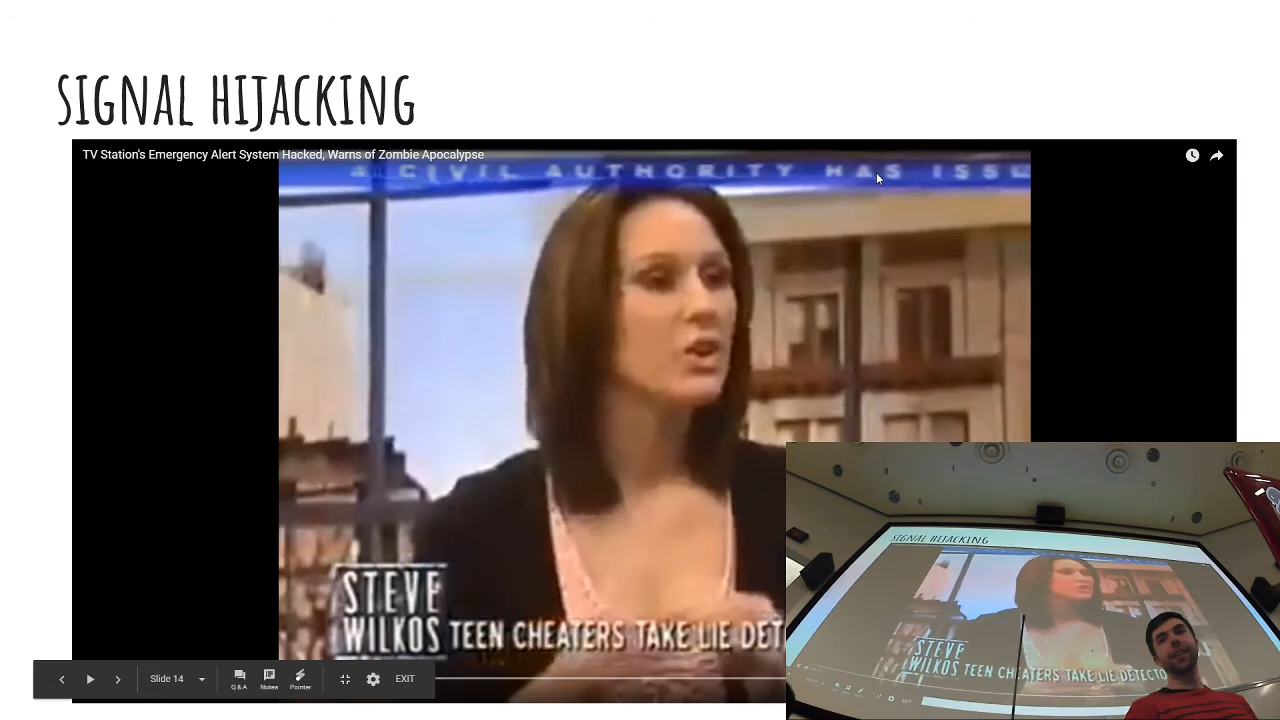 SIGNAL HIJACKING
TV Station's Emergency Alert System Hacked, Warns of Zombie Apocalypse
A CIVIL AUTHORITY HAS ISSU
STEVE
WILKOS TEEN CHEATERS TAKE LIE DET
Slide 14
Q & A
Notes
Pointer
EXIT
SIGNAL HIJACKING
STEVE
WILKOS TEEN CHEATERS TAKE LIE DETECTO